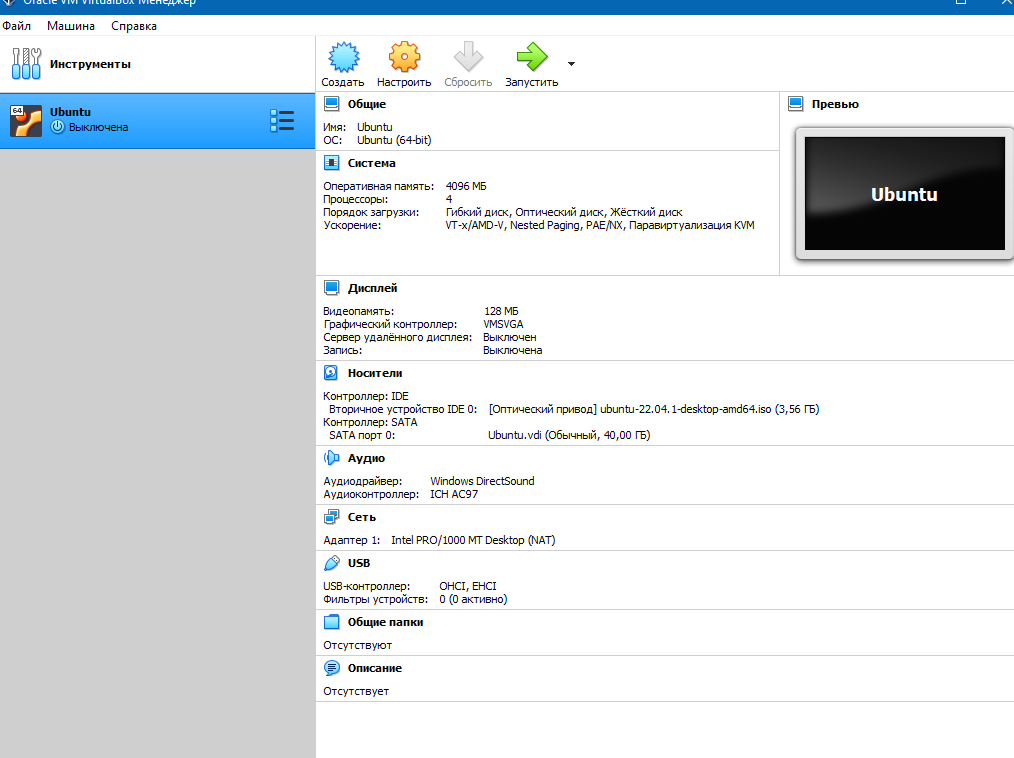 Oracle VM VirtualBox Менеджер
Файл Машина Справка
Инструменты
64
Ubuntu
Выключена
Создать Настроить Сбросить Запустить
Общие
Имя: Ubuntu
ОС: Ubuntu (64-bit)
Превью
Ubuntu
Система
Оперативная память: 4096 МБ
Процессоры: 4
Порядок загрузки: Гибкий диск, Оптический диск, Жёсткий диск
Ускорение: VT-x/AMD-V, Nested Paging, PAE/NX, Паравиртуализация KVM
Дисплей
Видеопамять: 128 МБ
Графический контроллер: VMSVGA
Сервер удалённого дисплея: Выключен
Запись: Выключена
Носители
Контроллер: IDE
Вторичное устройство IDE 0: [Оптический привод] ubuntu-22.04.1-desktop-amd64.iso (3,56 ГБ)
Контроллер: SATA
SATA порт 0: Ubuntu.vdi (Обычный, 40,00 ГБ)
Аудио
Аудиодрайвер: Windows DirectSound
Аудиоконтроллер: ICH AC97
Сеть
Адаптер 1: Intel PRO/1000 MT Desktop (NAT)
USB
USB-контроллер: OHCI, EHCI
Фильтры устройств: 0 (0 активно)
Общие папки
Отсутствуют
Описание
Отсутствует